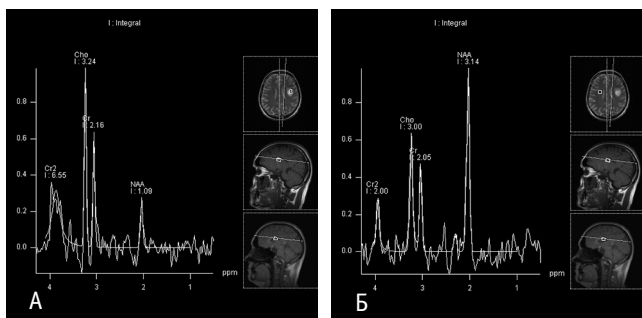 I : Integral
Cho
I : 3.24
Cr
I : 2.16
Cr2
I : 6.55
NAA
I : 1.09
0.8
0.6
0.4
0.2
0.0
4
3
2
1
ppm
А
I : Integral
NAA
I : 3.14
Cho
I : 3.00
Cr
I : 2.05
Cr2
I : 2.00
0.8
0.6
0.4
0.2
0.0
4
3
2
1
ppm
Б